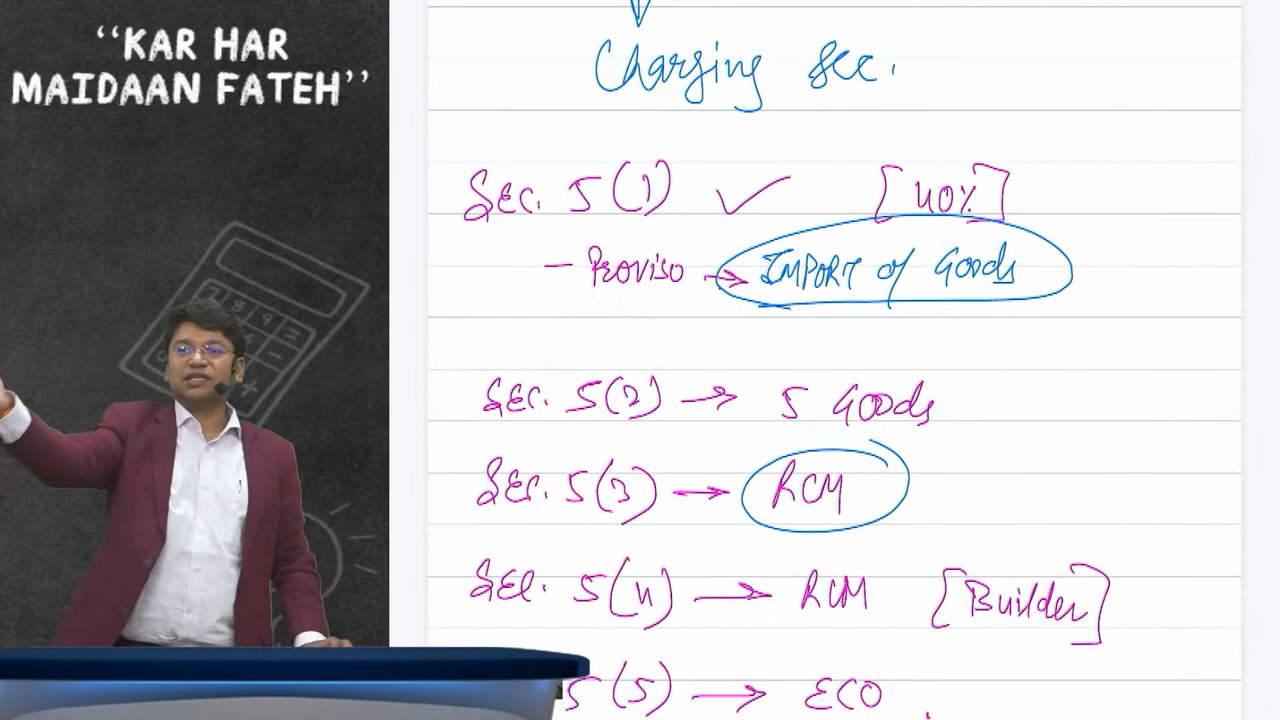 “KAR HAR
MAIDAAN FATEH”
Charging Sec.
Sec. 5(1) ✓ [40%]
- Proviso → IMPORT of Goods
Sec. 5(2) → 5 Goods
Sec. 5(3) → RCM
Sec. 5(4) → RCM [Builder]
5(5) → ECO